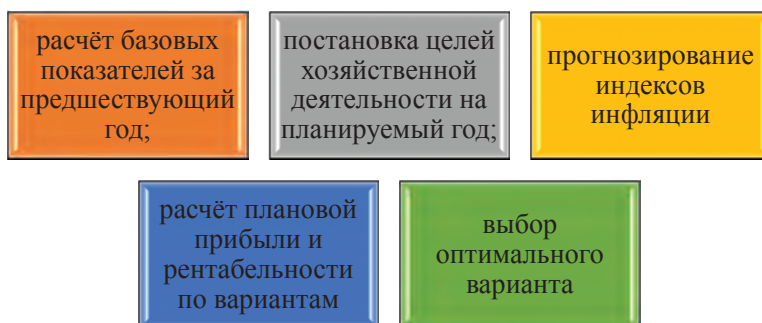 расчёт базовых
показателей за
предшествующий
год;
постановка целей
хозяйственной
деятельности на
планируемый год;
прогнозирование
индексов
инфляции
расчёт плановой
прибыли и
рентабельности
по вариантам
выбор
оптимального
варианта